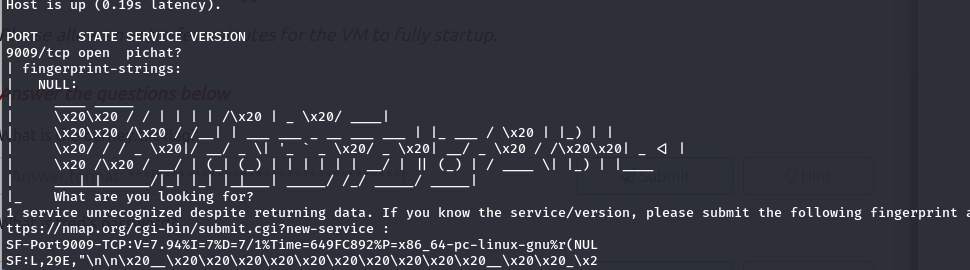 Host is up (0.19s latency).
PORT     STATE SERVICE VERSION
9009/tcp open  pichat?
| fingerprint-strings:
|   NULL:
|     ____ _____
|     \x20\x20 / / | | | | /\x20 | _ \x20/ ____|
|     \x20\x20 /\x20 / /__| | ___ ___ _ __ ___ ___ | |_ ___ / \x20 | |_) | |
|     \x20/ / / _ \x20|/ __/ _ \| '_ ` _ \x20/ _ \x20| __/ _ \x20 / /\x20\x20| _ <| |
|     \x20 /\x20 / __/ | (_| (_) | | | | | | __/ | || (_) | / ____ \| |_) | |____
|     ___|_|_______/|_| |_| |_|___| _____/ /_/ _____/ _____|
|_    What are you looking for?
1 service unrecognized despite returning data. If you know the service/version, please submit the following fingerprint a
ttps://nmap.org/cgi-bin/submit.cgi?new-service :
SF-Port9009-TCP:V=7.94%I=7%D=7/1%Time=649FC892%P=x86_64-pc-linux-gnu%r(NUL
SF:L,29E,"\n\n\x20__\x20\x20\x20\x20\x20\x20\x20\x20\x20\x20__\x20\x20_\x2